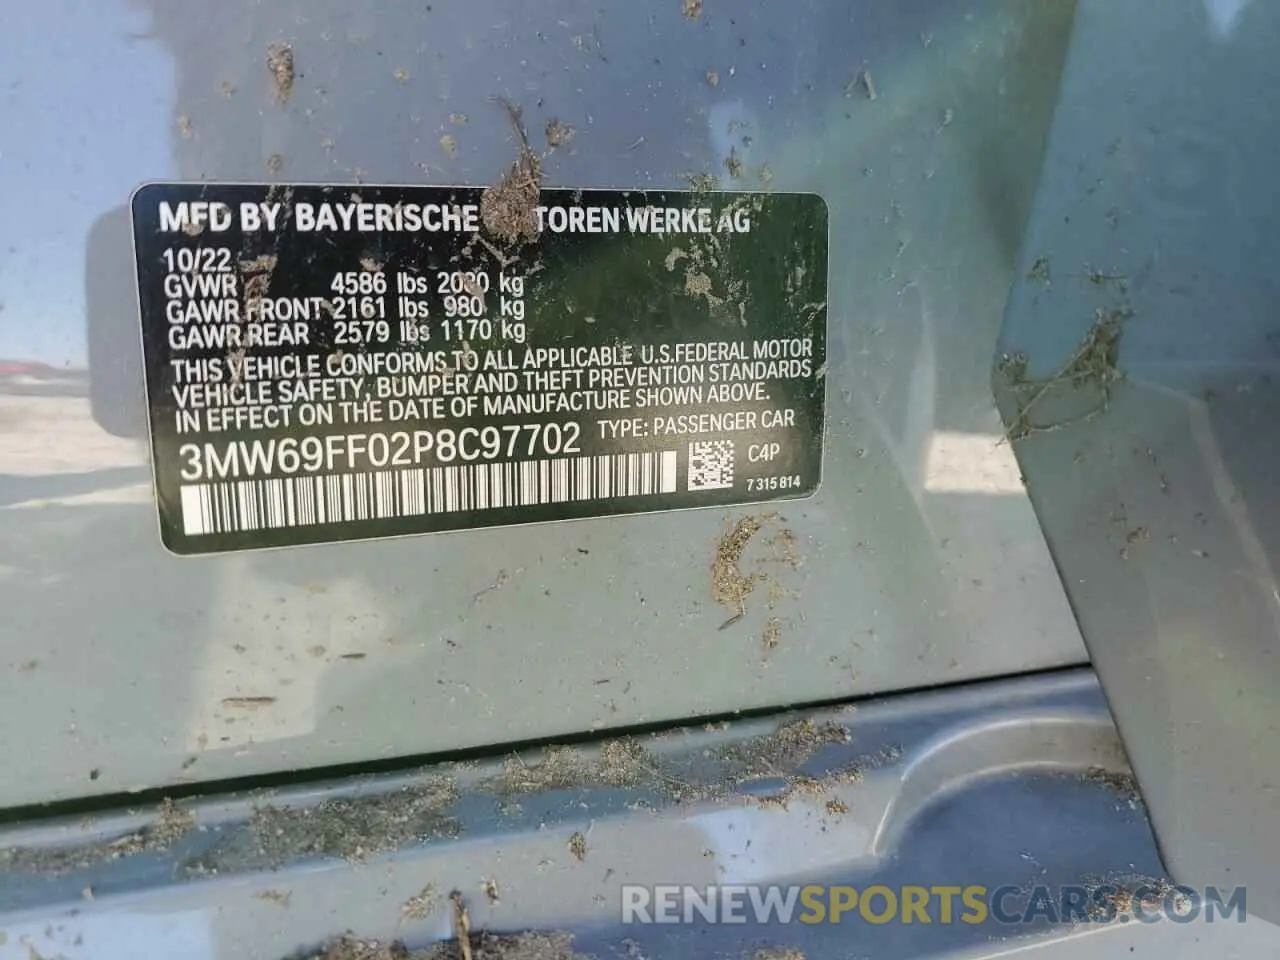 MFD BY BAYERISCHE TOREN WERKE AG
10/22
GVWR 4586 lbs 2080 kg
GAWR FRONT 2161 lbs 980 kg
GAWR REAR 2579 lbs 1170 kg
THIS VEHICLE CONFORMS TO ALL APPLICABLE U.S.FEDERAL MOTOR
VEHICLE SAFETY, BUMPER AND THEFT PREVENTION STANDARDS
IN EFFECT ON THE DATE OF MANUFACTURE SHOWN ABOVE.
3MW69FF02P8C97702 TYPE: PASSENGER CAR
C4P
7 315 814
RENEWSPORTSCARS.COM